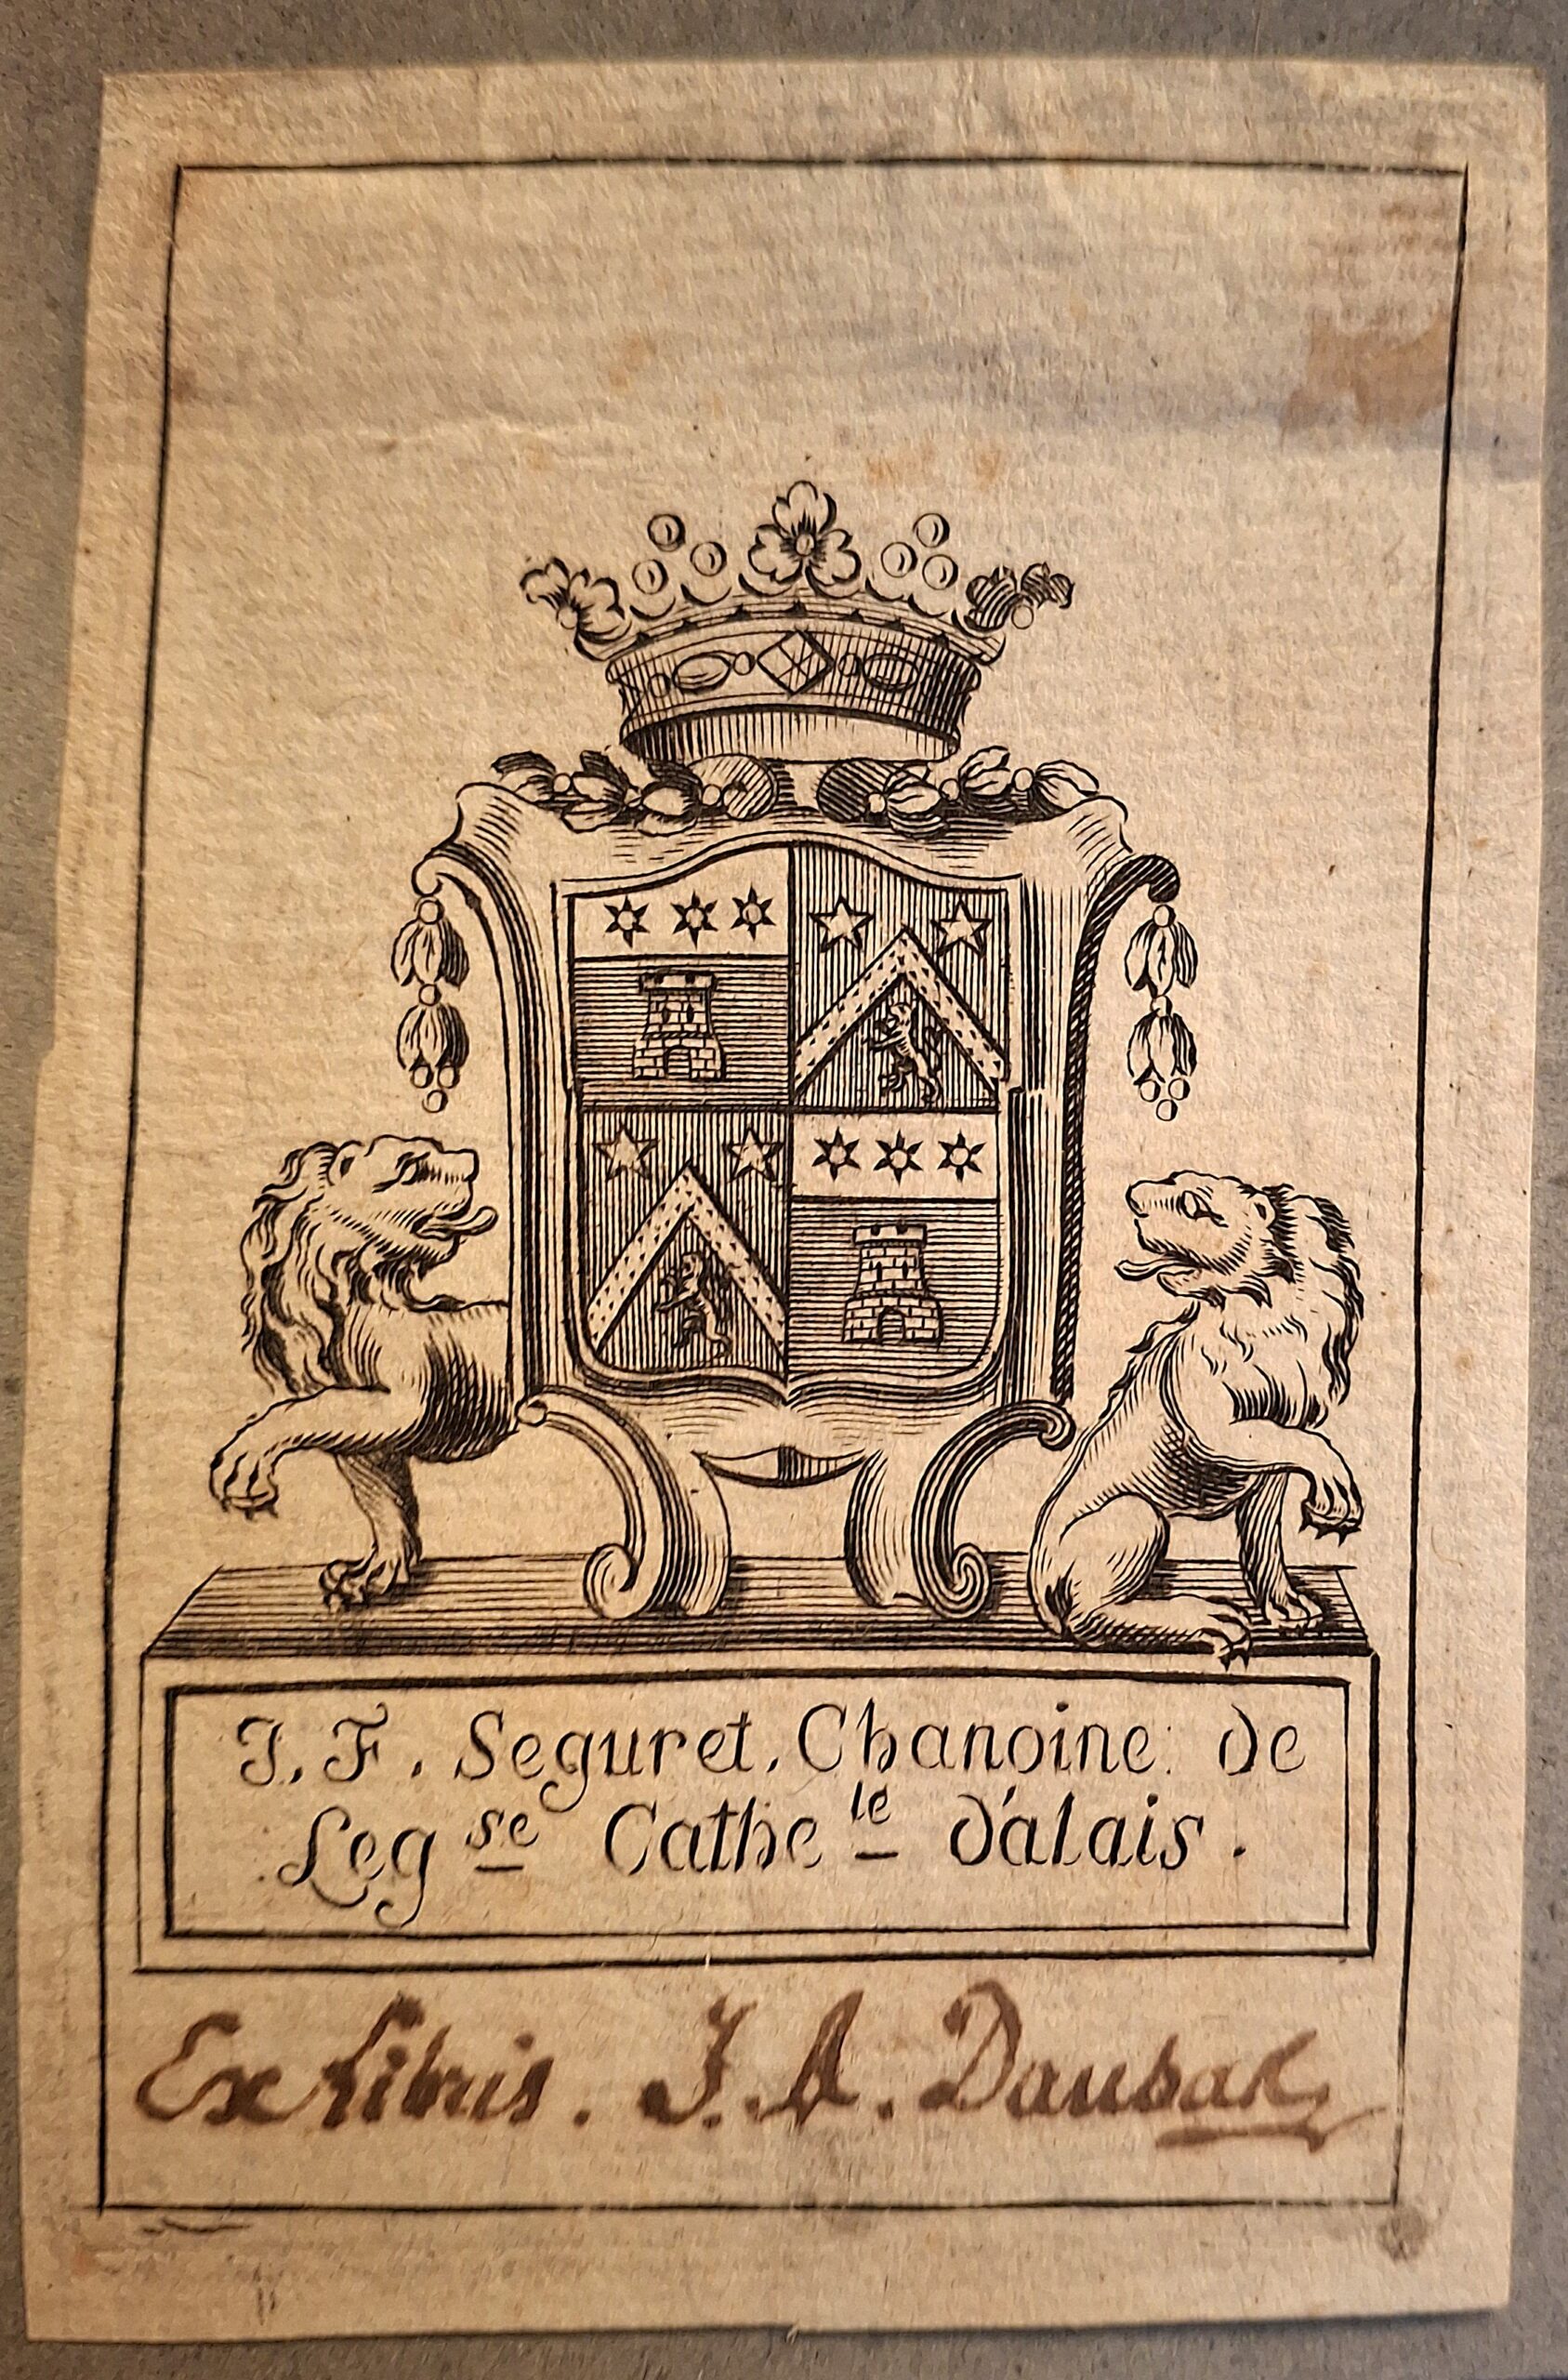 J. F. Seguret. Chanoine: de
Leg se Cathe le d'alais.
Ex Libris. J. A. Daubak